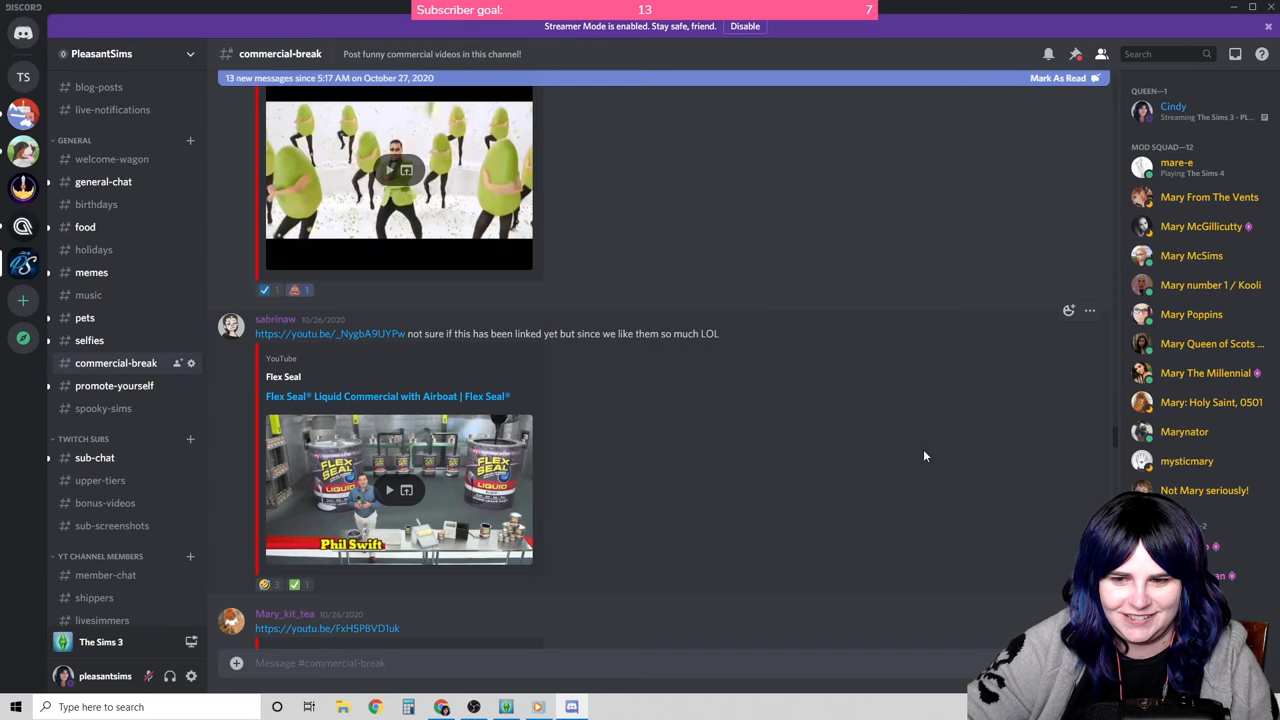 Subscriber goal: 13 7
DISCORD
Streamer Mode is enabled. Stay safe, friend. Disable
PleasantSims
commercial-break Post funny commercial videos in this channel!
Search
13 new messages since 5:17 AM on October 27, 2020 Mark As Read
TS
blog-posts
live-notifications
GENERAL
welcome-wagon
general-chat
birthdays
food
holidays
memes
music
pets
selfies
commercial-break
promote-yourself
spooky-sims
TWITCH SUBS
sub-chat
upper-tiers
bonus-videos
sub-screenshots
YT CHANNEL MEMBERS
member-chat
shippers
livesimmers
The Sims 3
pleasantsims
1 1
sabrinaw 10/26/2020
https://youtu.be/_NygbA9UYPw not sure if this has been linked yet but since we like them so much LOL
YouTube
Flex Seal
Flex Seal® Liquid Commercial with Airboat | Flex Seal®
FLEX SEAL LIQUID
FLEX SEAL LIQUID
Phil Swift
3 1
Mary_kit_tea 10/26/2020
https://youtu.be/FxH5PBVD1uk
Message #commercial-break
QUEEN—1
Cindy
Streaming The Sims 3 - PL...
MOD SQUAD—12
mare-e
Playing The Sims 4
Mary From The Vents
Mary McGillicutty
Mary McSims
Mary number 1 / Kooli
Mary Poppins
Mary Queen of Scots ...
Mary The Millennial
Mary: Holy Saint, 0501
Marynator
mysticmary
Not Mary seriously!
Type here to search